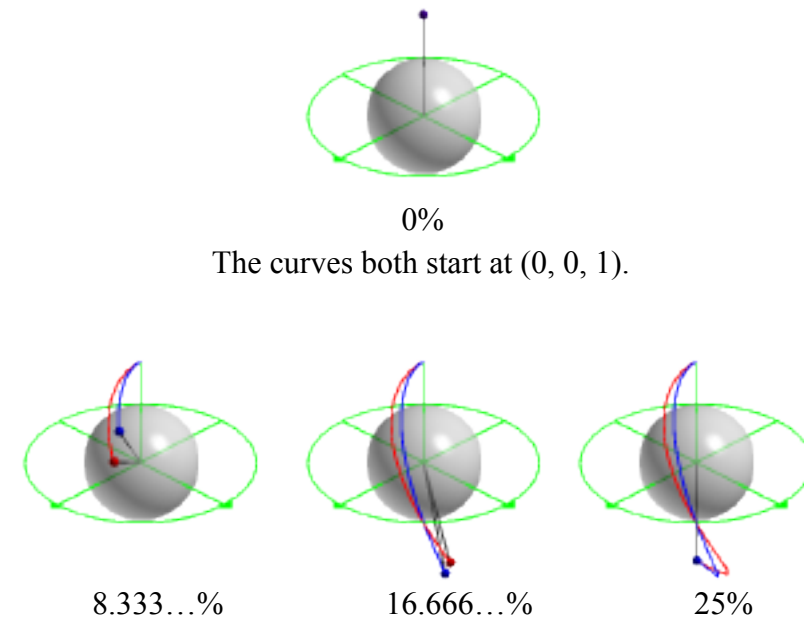 0%
The curves both start at (0, 0, 1).
8.333…% 16.666…% 25%